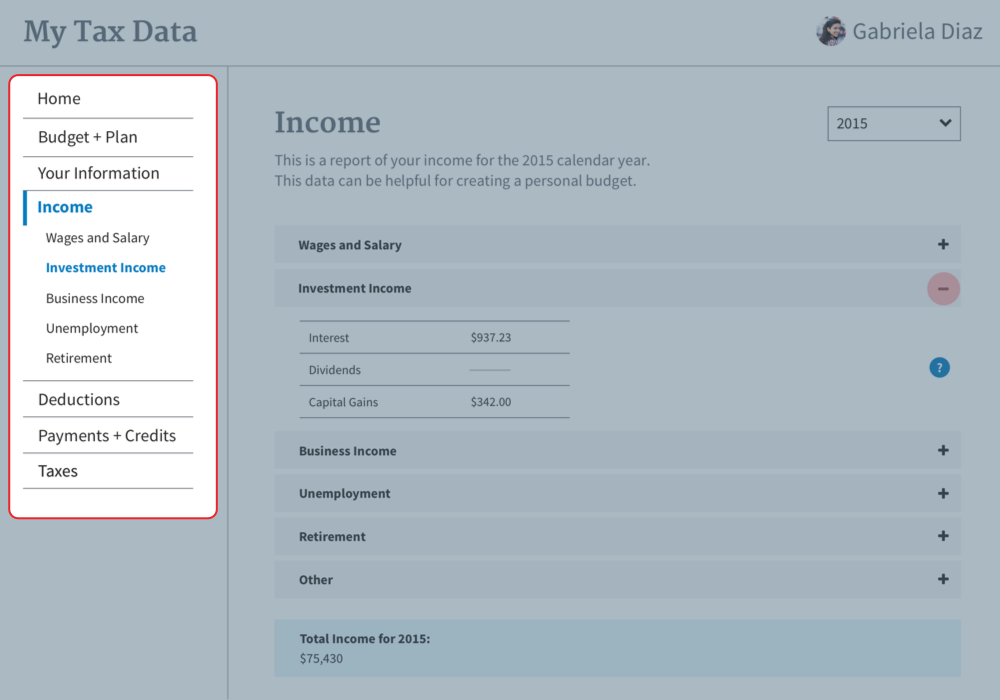 My Tax Data
Gabriela Diaz
Home
Budget + Plan
Your Information
Income
Wages and Salary
Investment Income
Business Income
Unemployment
Retirement
Deductions
Payments + Credits
Taxes
Income
2015
This is a report of your income for the 2015 calendar year.
This data can be helpful for creating a personal budget.
Wages and Salary +
Investment Income −
Interest $937.23
Dividends
Capital Gains $342.00
?
Business Income +
Unemployment +
Retirement +
Other +
Total Income for 2015:
$75,430